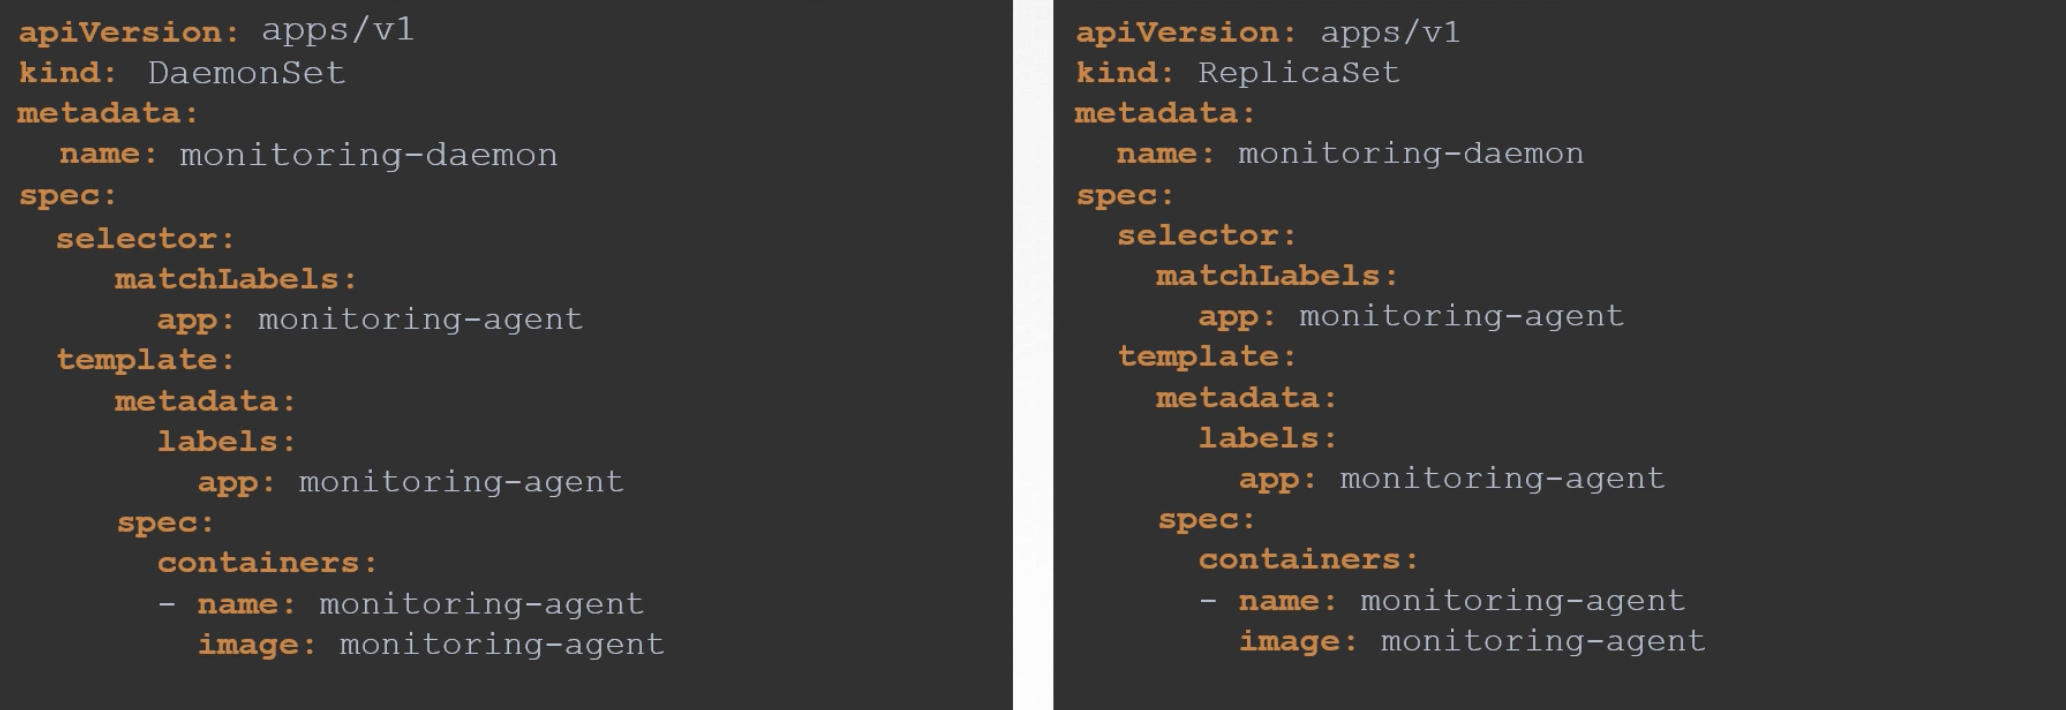 apiVersion: apps/v1
kind: DaemonSet
metadata:
  name: monitoring-daemon
spec:
  selector:
     matchLabels:
       app: monitoring-agent
  template:
     metadata:
       labels:
         app: monitoring-agent
     spec:
       containers:
       - name: monitoring-agent
         image: monitoring-agent
apiVersion: apps/v1
kind: ReplicaSet
metadata:
  name: monitoring-daemon
spec:
  selector:
    matchLabels:
      app: monitoring-agent
  template:
    metadata:
      labels:
        app: monitoring-agent
    spec:
      containers:
      - name: monitoring-agent
        image: monitoring-agent